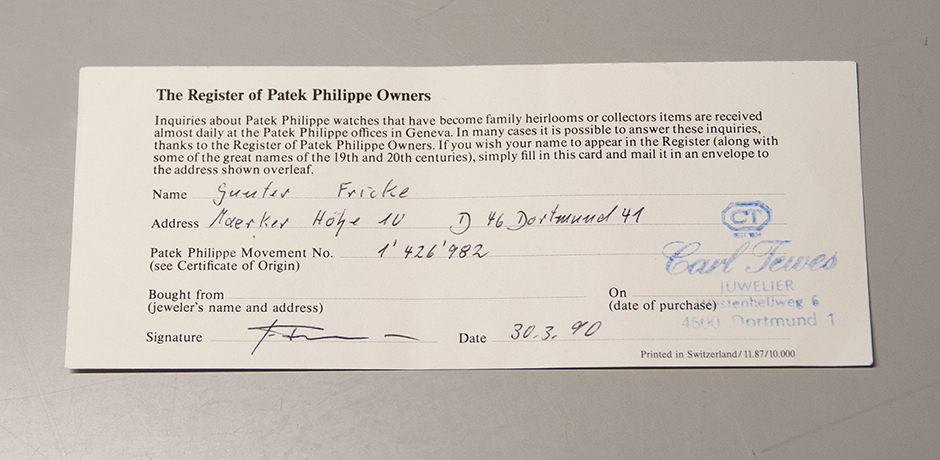 The Register of Patek Philippe Owners
Inquiries about Patek Philippe watches that have become family heirlooms or collectors items are received
almost daily at the Patek Philippe offices in Geneva. In many cases it is possible to answer these inquiries,
thanks to the Register of Patek Philippe Owners. If you wish your name to appear in the Register (along with
some of the great names of the 19th and 20th centuries), simply fill in this card and mail it in an envelope to
the address shown overleaf.
Name Gunter Fricke
Address Maerker Höhe 10 D 46 Dortmund 41
CT
Patek Philippe Movement No. 1'426'982
(see Certificate of Origin)
Carl Tewes
JUWELIER
Bought from On
(jeweler's name and address) (date of purchase)
Westenhellweg 6
4600 Dortmund 1
Signature Date 30.3.90
Printed in Switzerland/11.87/10.000